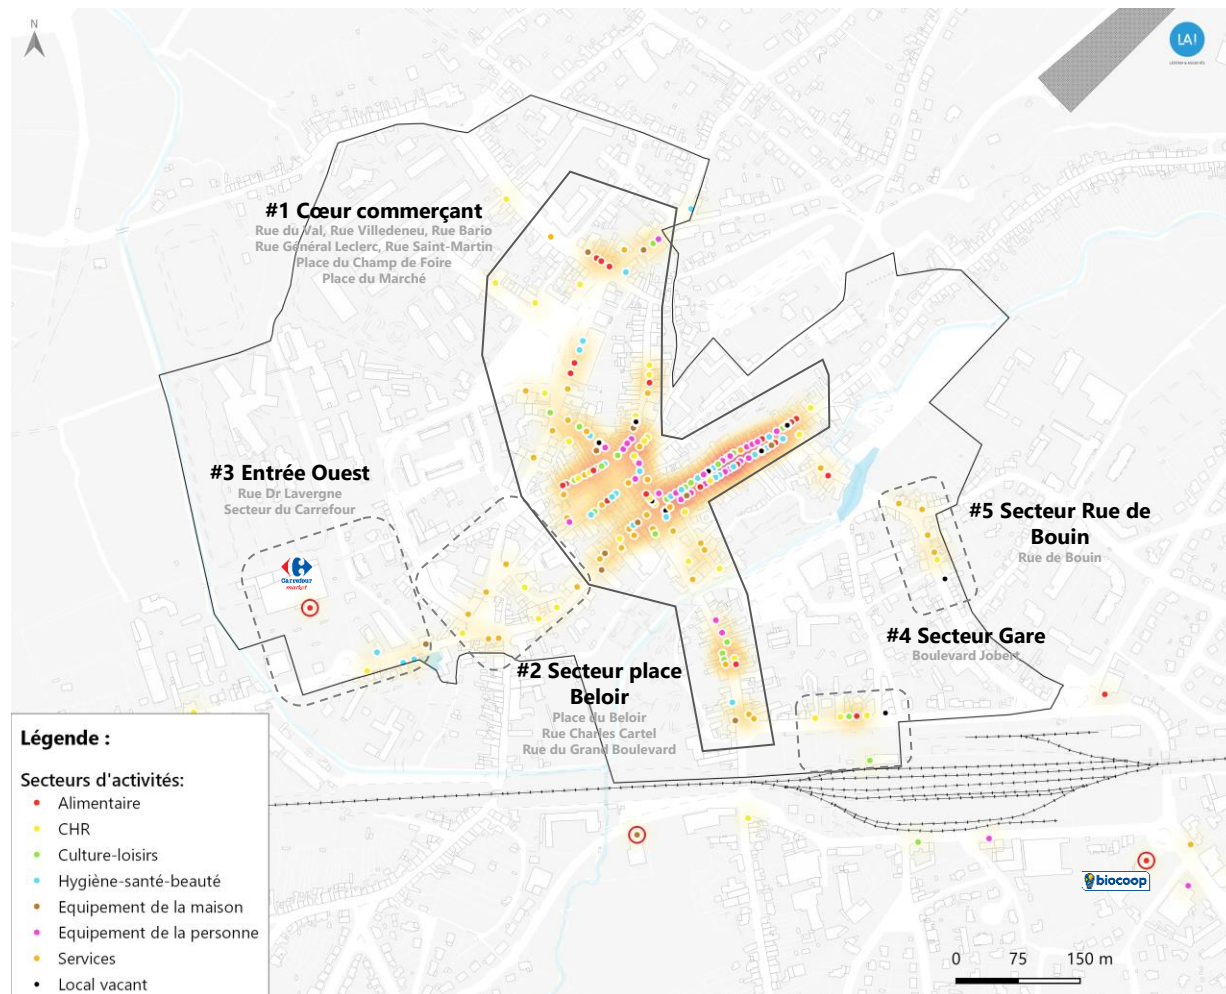 N
LAI
#1 Cœur commerçant
Rue du Val, Rue Villedeneu, Rue Bario
Rue Général Leclerc, Rue Saint-Martin
Place du Champ de Foire
Place du Marché
#3 Entrée Ouest
Rue Dr Lavergne
Secteur du Carrefour
Carrefour
market
#5 Secteur Rue de
Bouin
Rue de Bouin
#4 Secteur Gare
Boulevard Jobert
#2 Secteur place
Beloir
Place du Beloir
Rue Charles Cartel
Rue du Grand Boulevard
biocoop
Légende :
Secteurs d'activités:
Alimentaire
CHR
Culture-loisirs
Hygiène-santé-beauté
Equipement de la maison
Equipement de la personne
Services
Local vacant
0 75 150 m